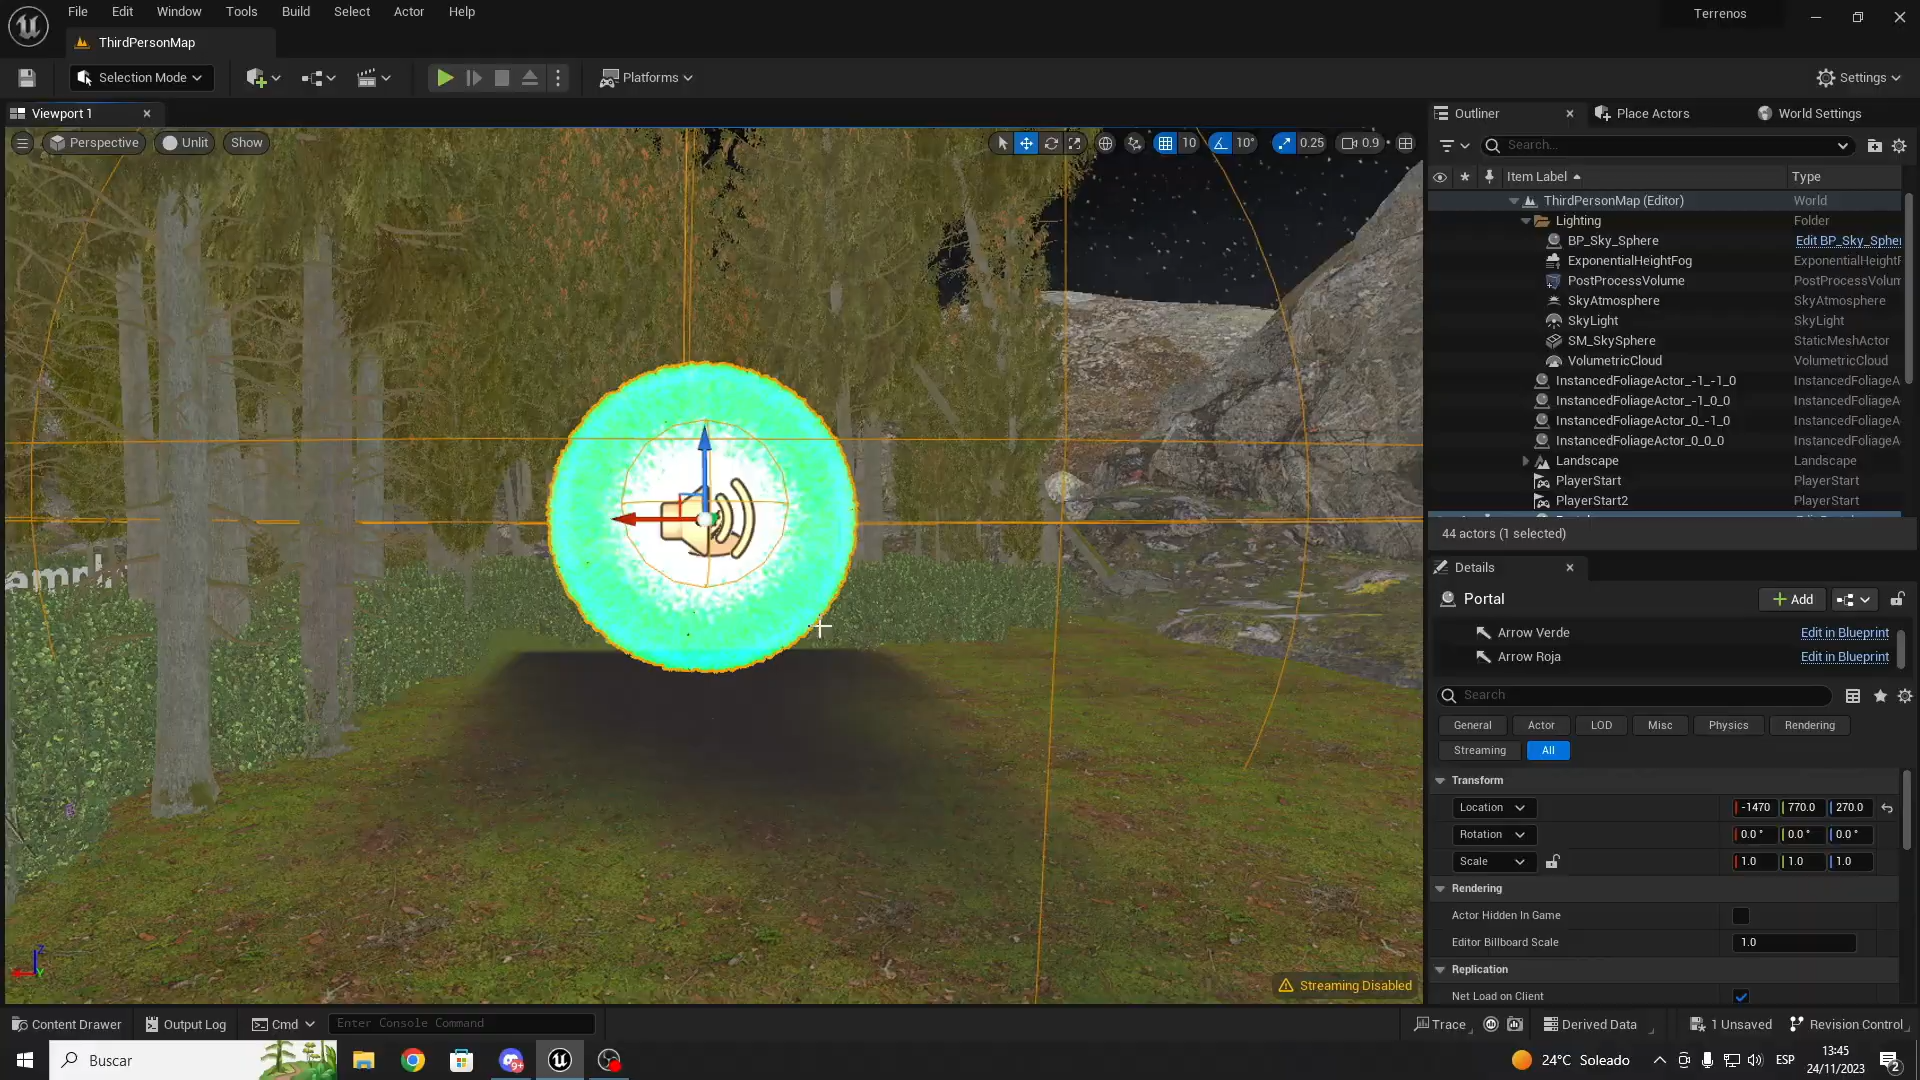 File Edit Window Tools Build Select Actor Help
Terrenos
ThirdPersonMap
Selection Mode
Platforms
Settings
Viewport 1
Outliner
Place Actors
World Settings
Perspective
Unlit
Show
10
10°
0.25
0.9
Search...
Item Label
Type
ThirdPersonMap (Editor) World
Lighting Folder
BP_Sky_Sphere Edit BP_Sky_Spher
ExponentialHeightFog ExponentialHeightF
PostProcessVolume PostProcessVolum
SkyAtmosphere SkyAtmosphere
SkyLight SkyLight
SM_SkySphere StaticMeshActor
VolumetricCloud VolumetricCloud
InstancedFoliageActor_-1_-1_0 InstancedFoliageA
InstancedFoliageActor_-1_0_0 InstancedFoliageA
InstancedFoliageActor_0_-1_0 InstancedFoliageA
InstancedFoliageActor_0_0_0 InstancedFoliageA
Landscape Landscape
PlayerStart PlayerStart
PlayerStart2 PlayerStart
44 actors (1 selected)
Details
Portal
Add
Arrow Verde Edit in Blueprint
Arrow Roja Edit in Blueprint
Search
General Actor LOD Misc Physics Rendering
Streaming All
Transform
Location -1470 770.0 270.0
Rotation 0.0° 0.0° 0.0°
Scale 1.0 1.0 1.0
Rendering
Actor Hidden In Game
Editor Billboard Scale 1.0
Replication
Net Load on Client
Streaming Disabled
Z
Content Drawer
Output Log
Cmd
Enter Console Command
Trace
Derived Data
1 Unsaved
Revision Control
Buscar
9+
24°C Soleado
ESP
13:45
24/11/2023
2